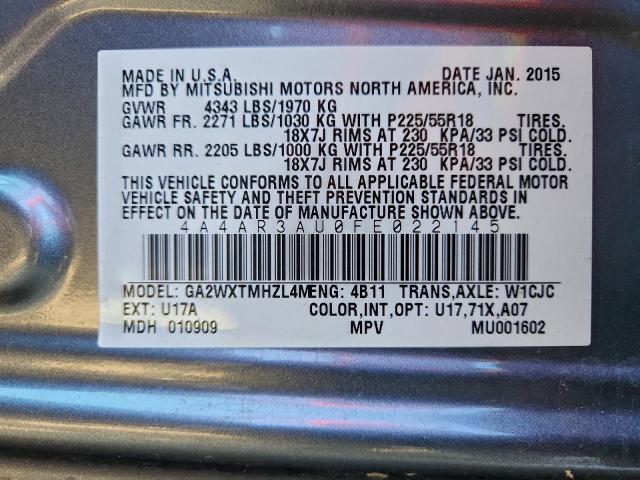 MADE IN U.S.A. DATE JAN. 2015
MFD BY MITSUBISHI MOTORS NORTH AMERICA, INC.
GVWR 4343 LBS/1970 KG
GAWR FR. 2271 LBS/1030 KG WITH P225/55R18 TIRES.
18X7J RIMS AT 230 KPA/33 PSI COLD.
GAWR RR. 2205 LBS/1000 KG WITH P225/55R18 TIRES.
18X7J RIMS AT 230 KPA/33 PSI COLD.
THIS VEHICLE CONFORMS TO ALL APPLICABLE FEDERAL MOTOR
VEHICLE SAFETY AND THEFT PREVENTION STANDARDS IN
EFFECT ON THE DATE OF MANUFACTURE SHOWN ABOVE.
4A4AR3AU0FE022145
MODEL: GA2WXTMHZL4M ENG: 4B11 TRANS,AXLE: W1CJC
EXT: U17A COLOR,INT,OPT: U17,71X,A07
MDH 010909 MPV MU001602